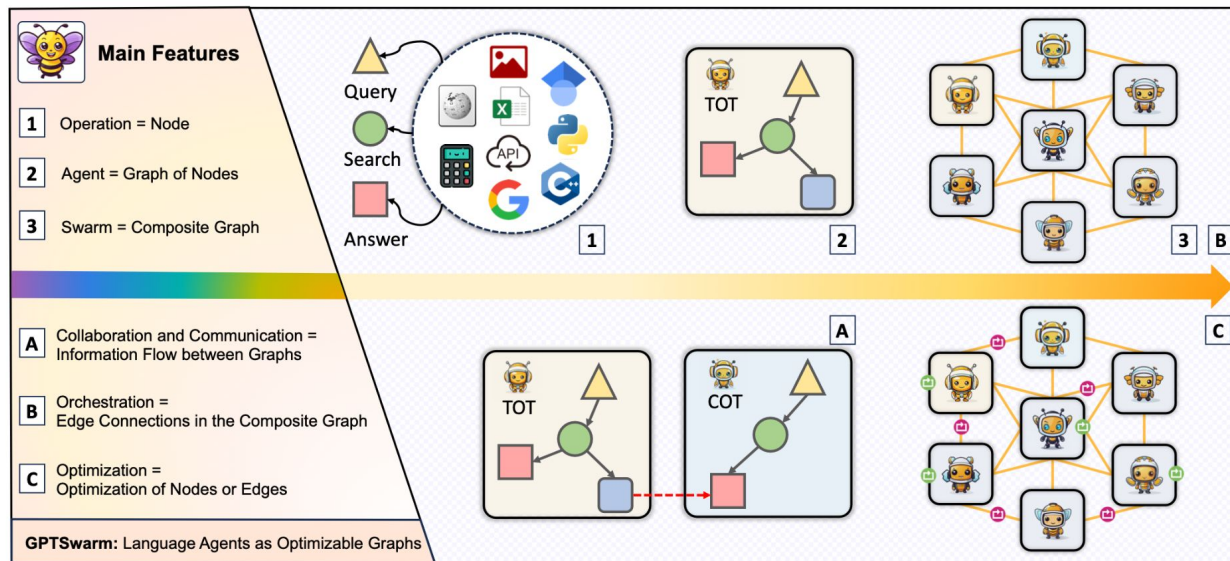 Main Features
1 Operation = Node
2 Agent = Graph of Nodes
3 Swarm = Composite Graph
Query
Search
Answer
API
C++
1
TOT
2
3 B
A Collaboration and Communication =
Information Flow between Graphs
B Orchestration =
Edge Connections in the Composite Graph
C Optimization =
Optimization of Nodes or Edges
GPTSwarm: Language Agents as Optimizable Graphs
TOT
COT
A
C